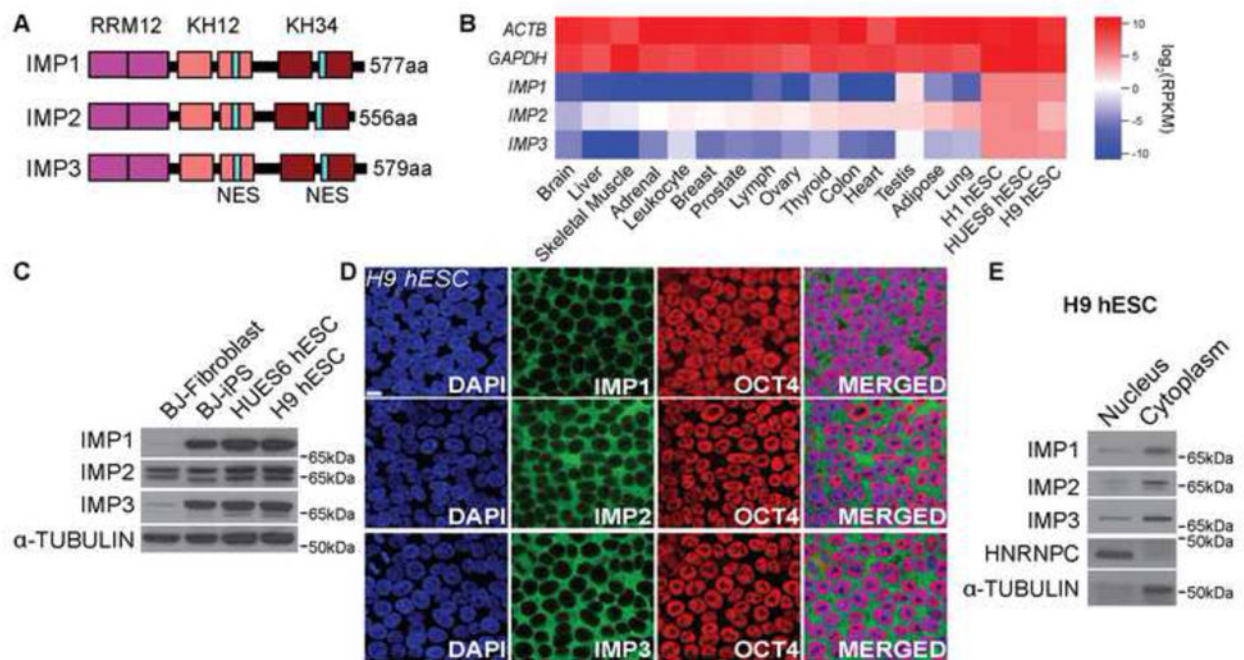 A
RRM12 KH12 KH34
IMP1 577aa
IMP2 556aa
IMP3 579aa
NES NES
B
ACTB
GAPDH
IMP1
IMP2
IMP3
Brain
Liver
Skeletal Muscle
Adrenal
Leukocyte
Breast
Prostate
Lymph
Ovary
Thyroid
Colon
Heart
Testis
Adipose
Lung
H1 hESC
HUES6 hESC
H9 hESC
10
5
0
-5
-10
log2(RPKM)
C
BJ-Fibroblast
BJ-iPS
HUES6 hESC
H9 hESC
IMP1 -65kDa
IMP2 -65kDa
IMP3 -65kDa
α-TUBULIN -50kDa
D
H9 hESC
DAPI IMP1 OCT4 MERGED
DAPI IMP2 OCT4 MERGED
DAPI IMP3 OCT4 MERGED
E
H9 hESC
Nucleus
Cytoplasm
IMP1 -65kDa
IMP2 -65kDa
IMP3 -65kDa
-50kDa
HNRNPC
α-TUBULIN -50kDa